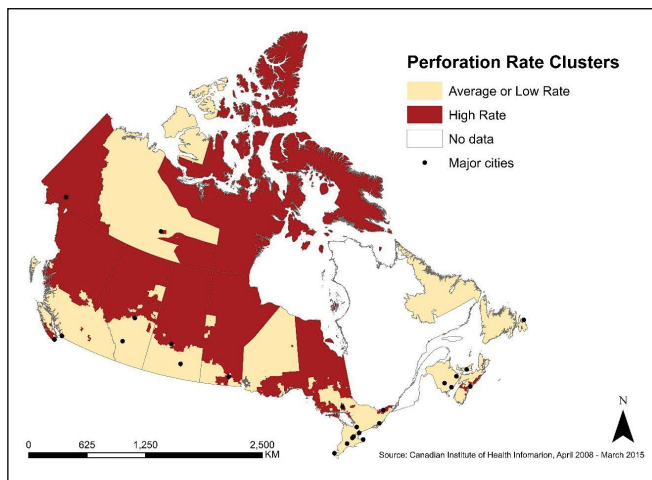 Perforation Rate Clusters
Average or Low Rate
High Rate
No data
Major cities
N
0 625 1,250 2,500
KM
Source: Canadian Institute of Health Infomarion, April 2008 - March 2015